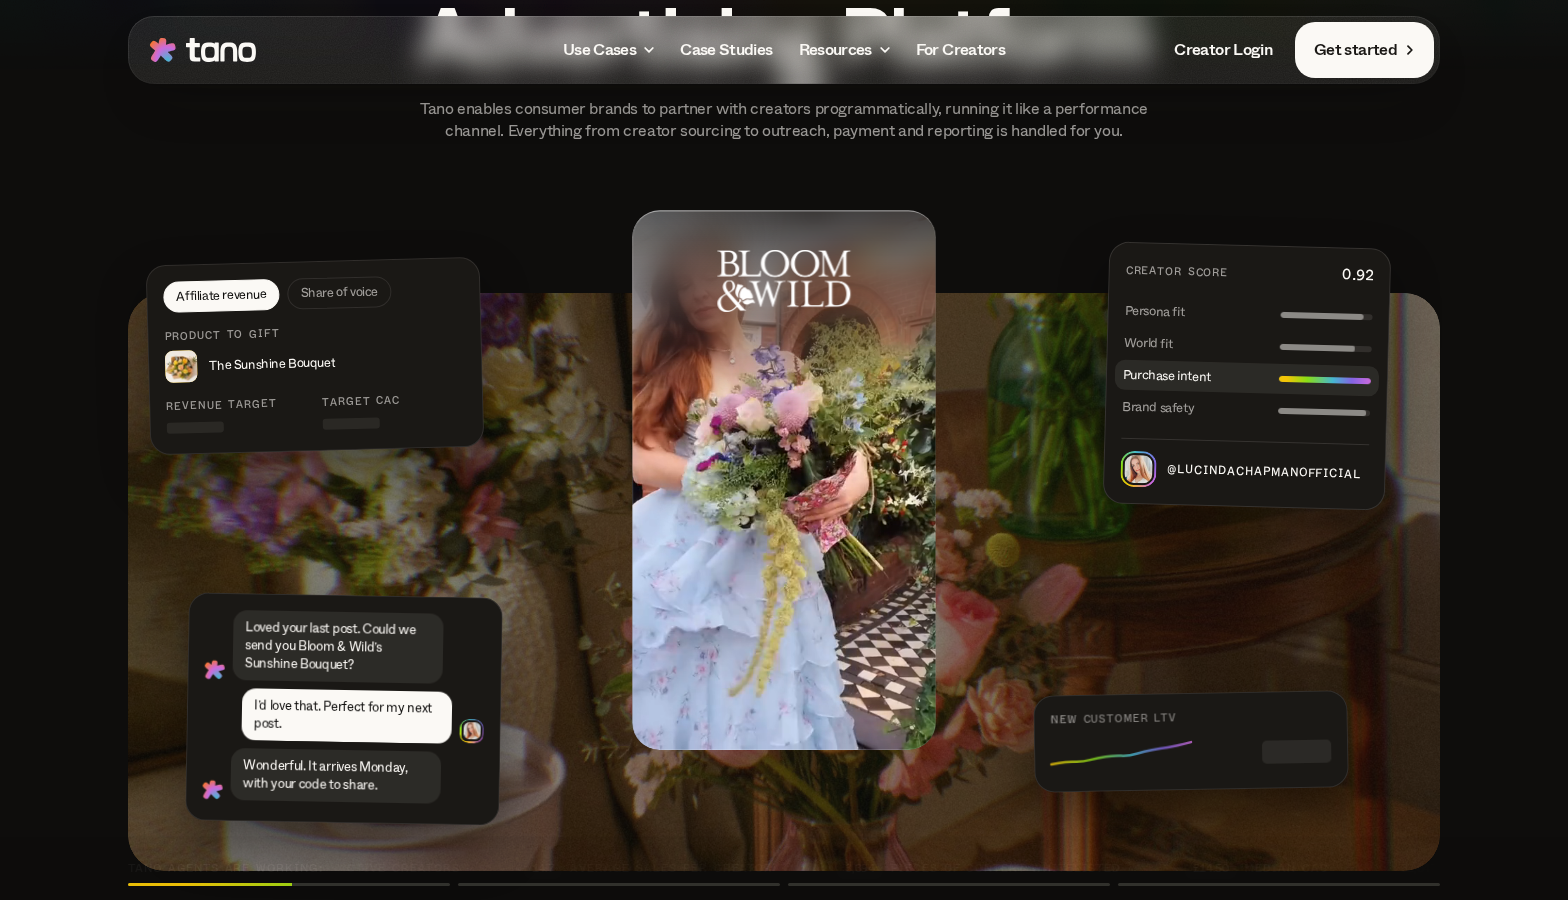 tano
Use Cases
Case Studies
Resources
For Creators
Creator Login
Get started
Tano enables consumer brands to partner with creators programmatically, running it like a performance
channel. Everything from creator sourcing to outreach, payment and reporting is handled for you.
BLOOM
&WILD
Affiliate revenue
Share of voice
PRODUCT TO GIFT
The Sunshine Bouquet
REVENUE TARGET
TARGET CAC
CREATOR SCORE
0.92
Persona fit
World fit
Purchase intent
Brand safety
@LUCINDACHAPMANOFFICIAL
Loved your last post. Could we
send you Bloom & Wild's
Sunshine Bouquet?
I'd love that. Perfect for my next
post.
Wonderful. It arrives Monday,
with your code to share.
NEW CUSTOMER LTV